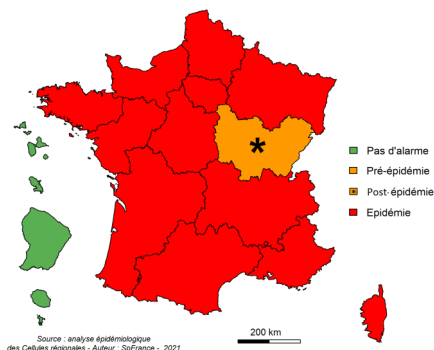 *
Pas d'alarme
Pré-épidémie
* Post-épidémie
Epidémie
200 km
Source : analyse épidémiologique
des Cellules régionales - Auteur : SpFrance - 2021